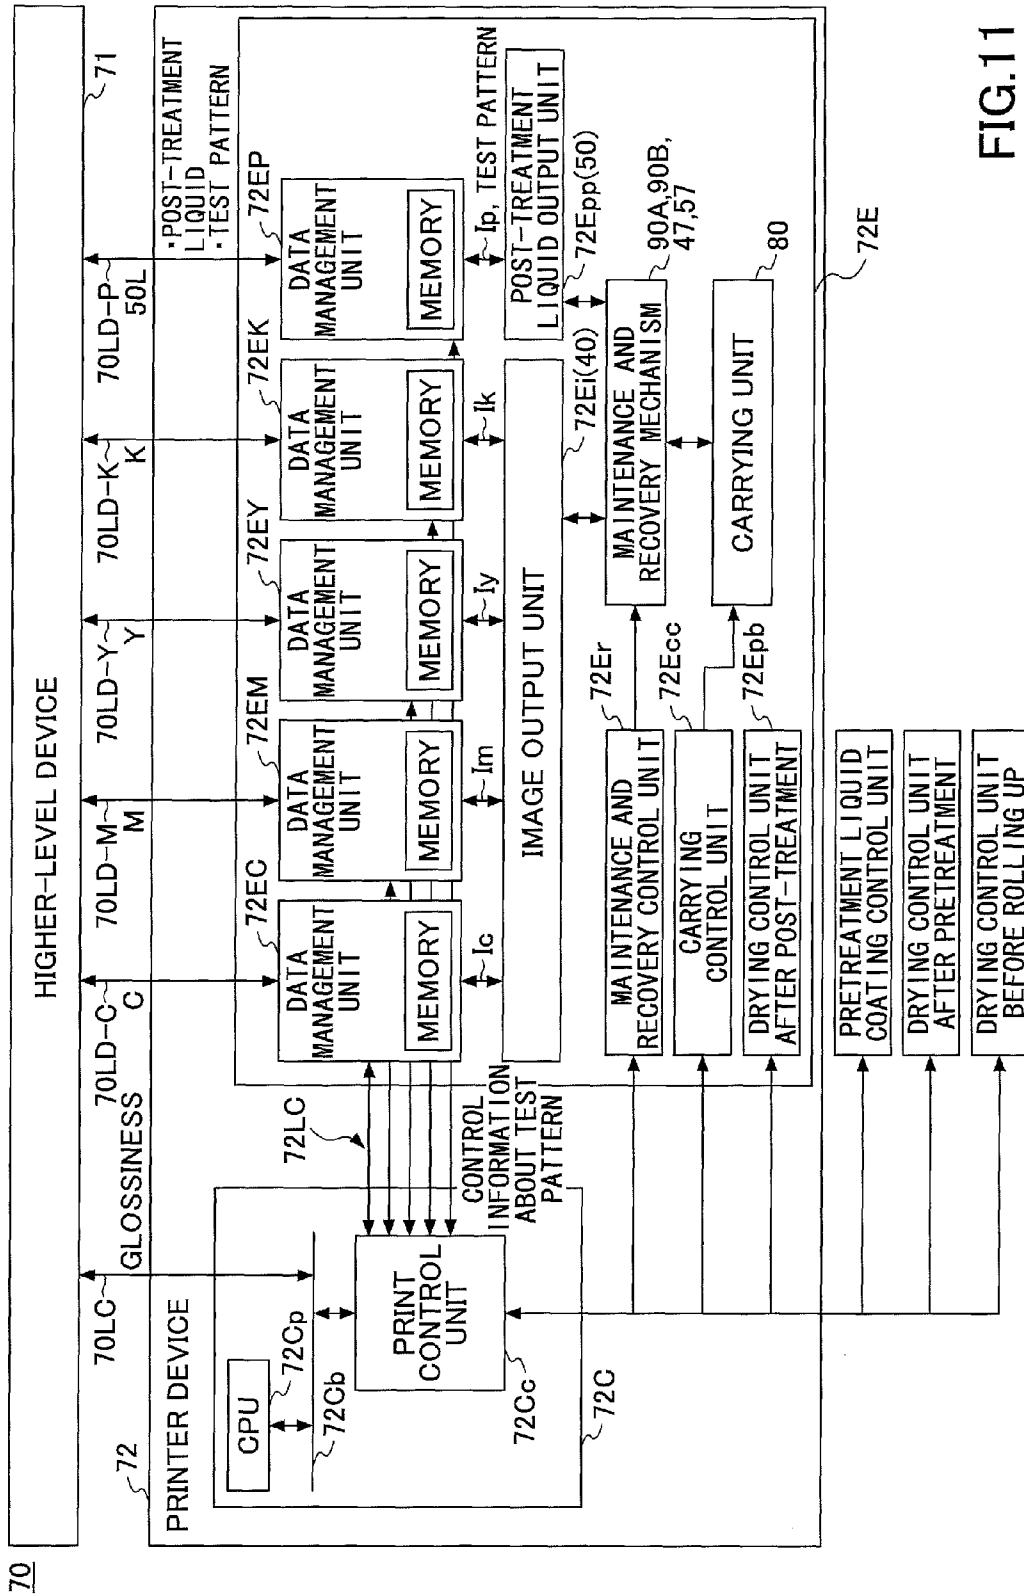 70
HIGHER-LEVEL DEVICE
71
70LC
GLOSSINESS
70LD-C
C
70LD-M
M
70LD-Y
Y
70LD-K
K
70LD-P
50L
・POST-TREATMENT
LIQUID
・TEST PATTERN
72
PRINTER DEVICE
CPU
72Cp
72Cb
PRINT
CONTROL
UNIT
72Cc
72C
72LC
CONTROL
INFORMATION
ABOUT TEST
PATTERN
72EC
DATA
MANAGEMENT
UNIT
MEMORY
Ic
72EM
DATA
MANAGEMENT
UNIT
MEMORY
Im
72EY
DATA
MANAGEMENT
UNIT
MEMORY
Iy
72EK
DATA
MANAGEMENT
UNIT
MEMORY
Ik
72EP
DATA
MANAGEMENT
UNIT
MEMORY
Ip, TEST PATTERN
IMAGE OUTPUT UNIT
72Ei(40)
POST-TREATMENT
LIQUID OUTPUT UNIT
72Epp(50)
MAINTENANCE AND
RECOVERY CONTROL UNIT
72Er
MAINTENANCE AND
RECOVERY MECHANISM
90A,90B,
47,57
CARRYING
CONTROL UNIT
72Ecc
CARRYING UNIT
80
DRYING CONTROL UNIT
AFTER POST-TREATMENT
72Epb
72E
PRETREATMENT LIQUID
COATING CONTROL UNIT
DRYING CONTROL UNIT
AFTER PRETREATMENT
DRYING CONTROL UNIT
BEFORE ROLLING UP
FIG.11